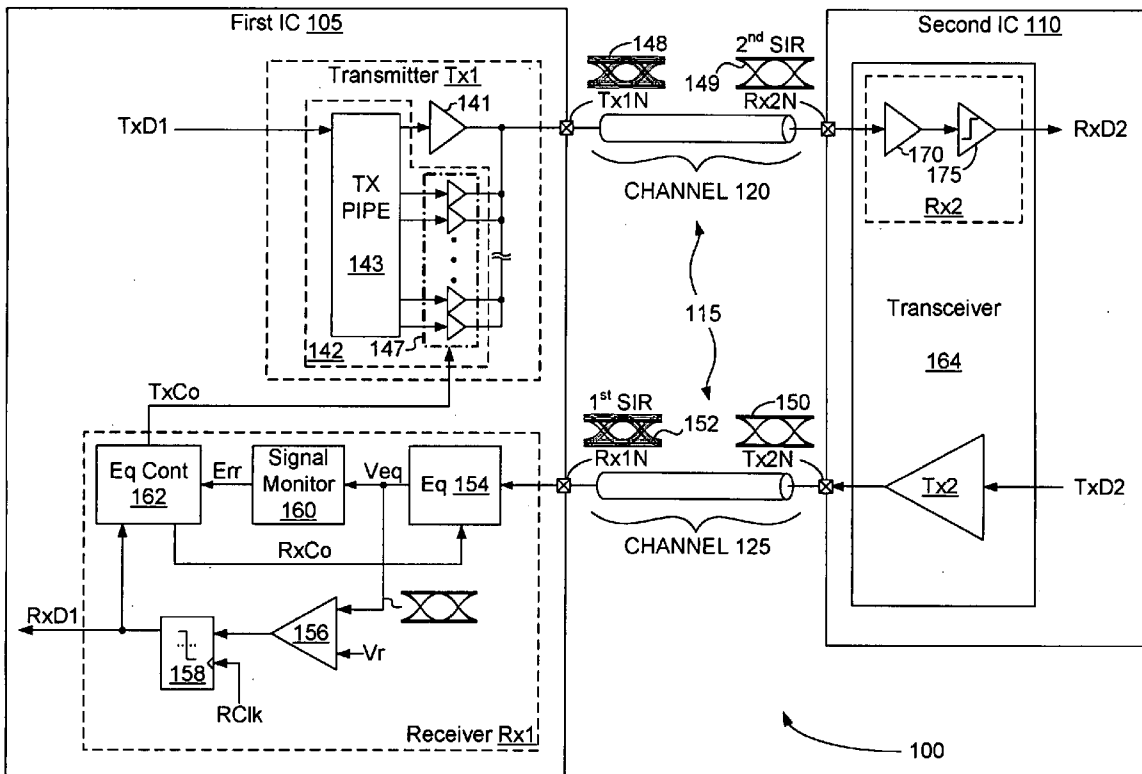 First IC 105
Second IC 110
Transmitter Tx1
148
2nd SIR
149
141
Tx1N
Rx2N
TxD1
RxD2
170
175
TX
PIPE
143
CHANNEL 120
Rx2
115
Transceiver
164
147
142
TxCo
1st SIR
152
150
Rx1N
Tx2N
Eq Cont
162
Err
Signal
Monitor
160
Veq
Eq 154
Tx2
TxD2
RxCo
CHANNEL 125
RxD1
156
Vr
158
RClk
Receiver Rx1
100